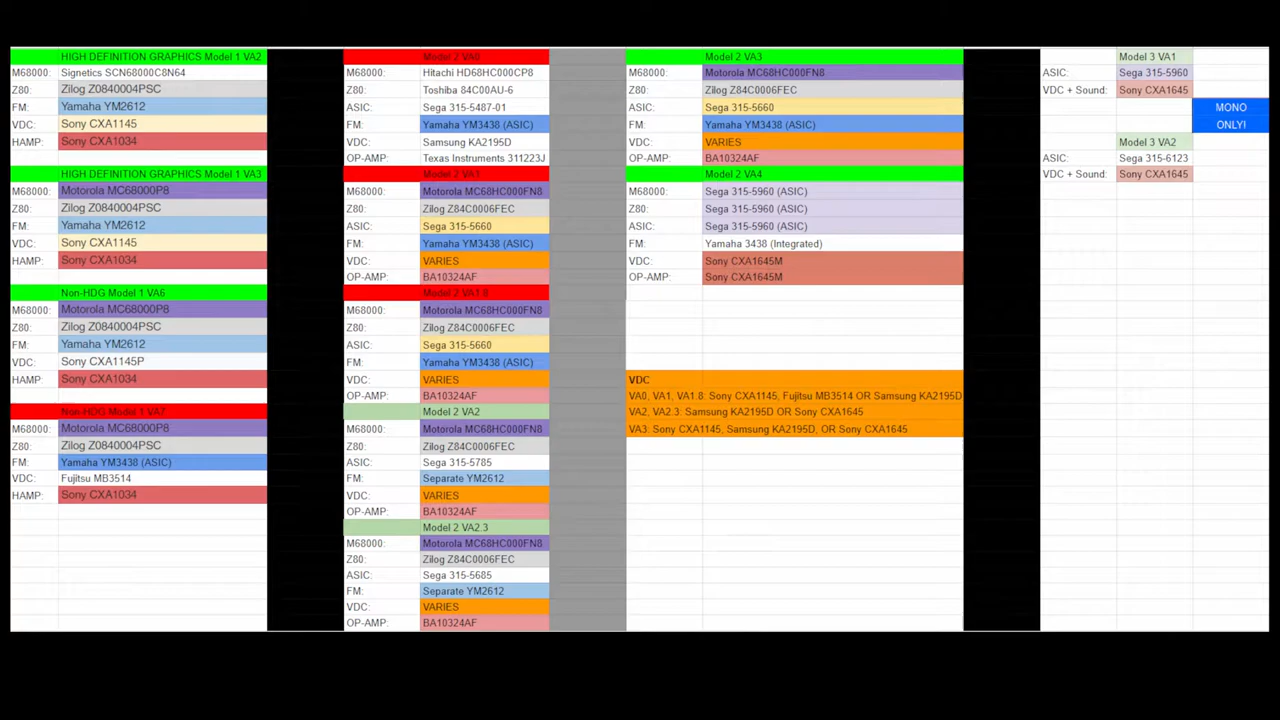 HIGH DEFINITION GRAPHICS Model 1 VA2
M68000: Signetics SCN68000C8N64
Z80: Zilog Z0840004PSC
FM: Yamaha YM2612
VDC: Sony CXA1145
HAMP: Sony CXA1034
HIGH DEFINITION GRAPHICS Model 1 VA3
M68000: Motorola MC68000P8
Z80: Zilog Z0840004PSC
FM: Yamaha YM2612
VDC: Sony CXA1145
HAMP: Sony CXA1034
Non-HDG Model 1 VA6
M68000: Motorola MC68000P8
Z80: Zilog Z0840004PSC
FM: Yamaha YM2612
VDC: Sony CXA1145P
HAMP: Sony CXA1034
Non-HDG Model 1 VA7
M68000: Motorola MC68000P8
Z80: Zilog Z0840004PSC
FM: Yamaha YM3438 (ASIC)
VDC: Fujitsu MB3514
HAMP: Sony CXA1034
Model 2 VA0
M68000: Hitachi HD68HC000CP8
Z80: Toshiba 84C00AU-6
ASIC: Sega 315-5487-01
FM: Yamaha YM3438 (ASIC)
VDC: Samsung KA2195D
OP-AMP: Texas Instruments 311223J
Model 2 VA1
M68000: Motorola MC68HC000FN8
Z80: Zilog Z84C0006FEC
ASIC: Sega 315-5660
FM: Yamaha YM3438 (ASIC)
VDC: VARIES
OP-AMP: BA10324AF
Model 2 VA1.8
M68000: Motorola MC68HC000FN8
Z80: Zilog Z84C0006FEC
ASIC: Sega 315-5660
FM: Yamaha YM3438 (ASIC)
VDC: VARIES
OP-AMP: BA10324AF
Model 2 VA2
M68000: Motorola MC68HC000FN8
Z80: Zilog Z84C0006FEC
ASIC: Sega 315-5785
FM: Separate YM2612
VDC: VARIES
OP-AMP: BA10324AF
Model 2 VA2.3
M68000: Motorola MC68HC000FN8
Z80: Zilog Z84C0006FEC
ASIC: Sega 315-5685
FM: Separate YM2612
VDC: VARIES
OP-AMP: BA10324AF
Model 2 VA3
M68000: Motorola MC68HC000FN8
Z80: Zilog Z84C0006FEC
ASIC: Sega 315-5660
FM: Yamaha YM3438 (ASIC)
VDC: VARIES
OP-AMP: BA10324AF
Model 2 VA4
M68000: Sega 315-5960 (ASIC)
Z80: Sega 315-5960 (ASIC)
ASIC: Sega 315-5960 (ASIC)
FM: Yamaha 3438 (Integrated)
VDC: Sony CXA1645M
OP-AMP: Sony CXA1645M
VDC
VA0, VA1, VA1.8: Sony CXA1145, Fujitsu MB3514 OR Samsung KA2195D
VA2, VA2.3: Samsung KA2195D OR Sony CXA1645
VA3: Sony CXA1145, Samsung KA2195D, OR Sony CXA1645
Model 3 VA1
ASIC: Sega 315-5960
VDC + Sound: Sony CXA1645
MONO
ONLY!
Model 3 VA2
ASIC: Sega 315-6123
VDC + Sound: Sony CXA1645